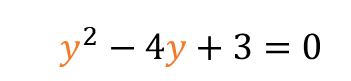 y² − 4y + 3 = 0